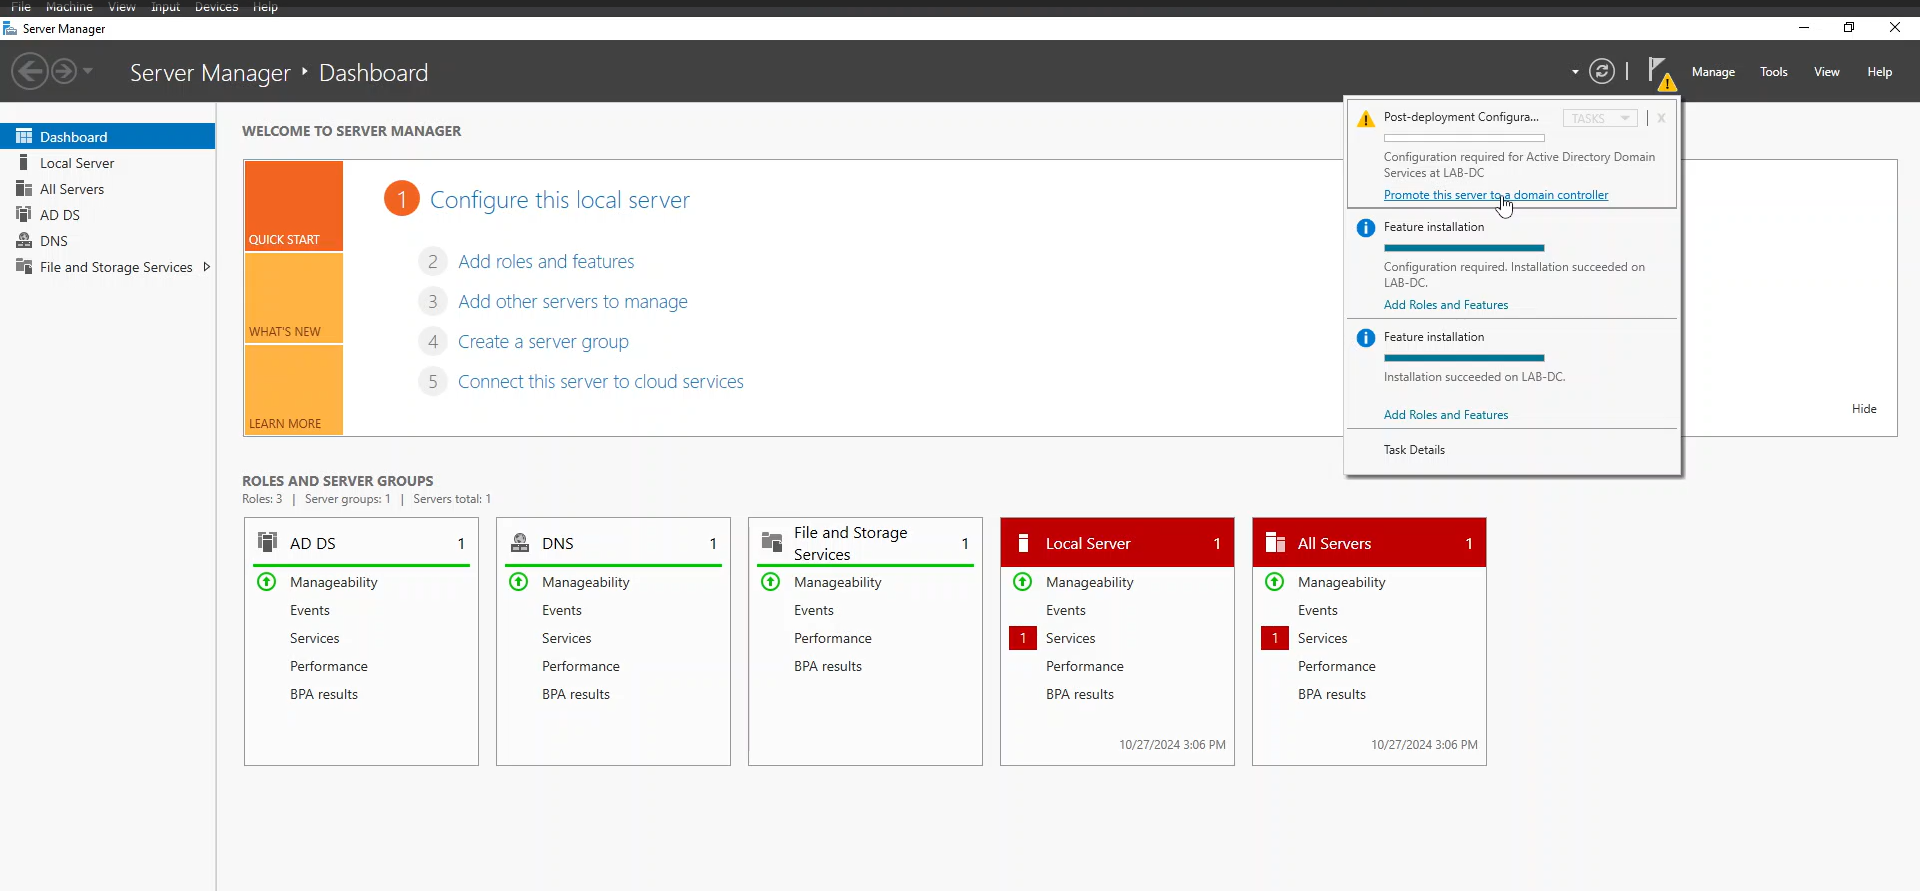 File Machine View Input Devices Help
Server Manager
Server Manager ‣ Dashboard
Manage Tools View Help
Dashboard
Local Server
All Servers
AD DS
DNS
File and Storage Services
WELCOME TO SERVER MANAGER
QUICK START
WHAT'S NEW
LEARN MORE
1 Configure this local server
2 Add roles and features
3 Add other servers to manage
4 Create a server group
5 Connect this server to cloud services
Hide
Post-deployment Configura... TASKS X
Configuration required for Active Directory Domain
Services at LAB-DC
Promote this server to a domain controller
Feature installation
Configuration required. Installation succeeded on
LAB-DC.
Add Roles and Features
Feature installation
Installation succeeded on LAB-DC.
Add Roles and Features
Task Details
ROLES AND SERVER GROUPS
Roles: 3 | Server groups: 1 | Servers total: 1
AD DS 1
Manageability
Events
Services
Performance
BPA results
DNS 1
Manageability
Events
Services
Performance
BPA results
File and Storage
Services 1
Manageability
Events
Performance
BPA results
Local Server 1
Manageability
Events
1 Services
Performance
BPA results
10/27/2024 3:06 PM
All Servers 1
Manageability
Events
1 Services
Performance
BPA results
10/27/2024 3:06 PM